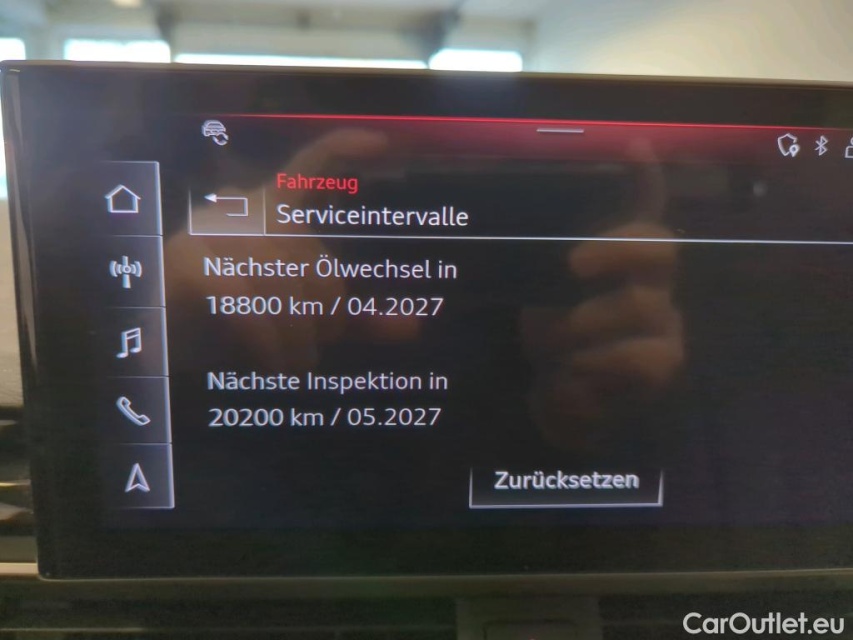 Fahrzeug
Serviceintervalle
Nächster Ölwechsel in
18800 km / 04.2027
Nächste Inspektion in
20200 km / 05.2027
Zurücksetzen
CarOutlet.eu